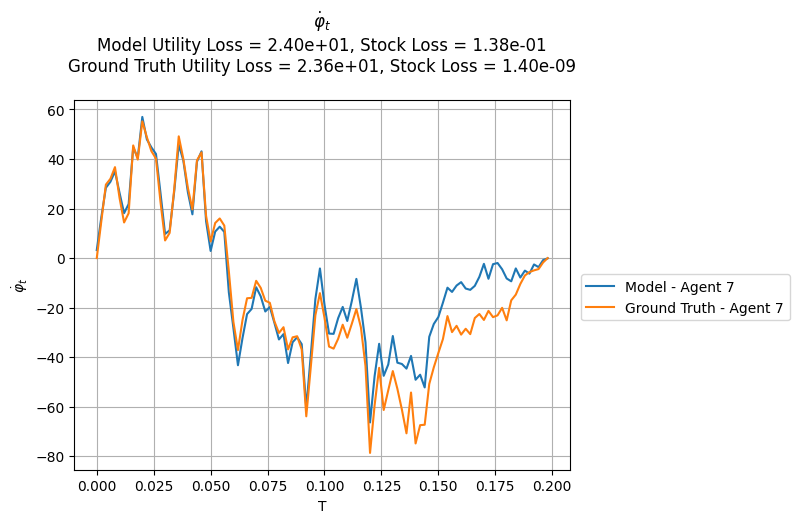 φ̇ₜ
Model Utility Loss = 2.40e+01, Stock Loss = 1.38e-01
Ground Truth Utility Loss = 2.36e+01, Stock Loss = 1.40e-09
60
40
20
0
−20
−40
−60
−80
φ̇ₜ
0.000
0.025
0.050
0.075
0.100
0.125
0.150
0.175
0.200
T
Model - Agent 7
Ground Truth - Agent 7